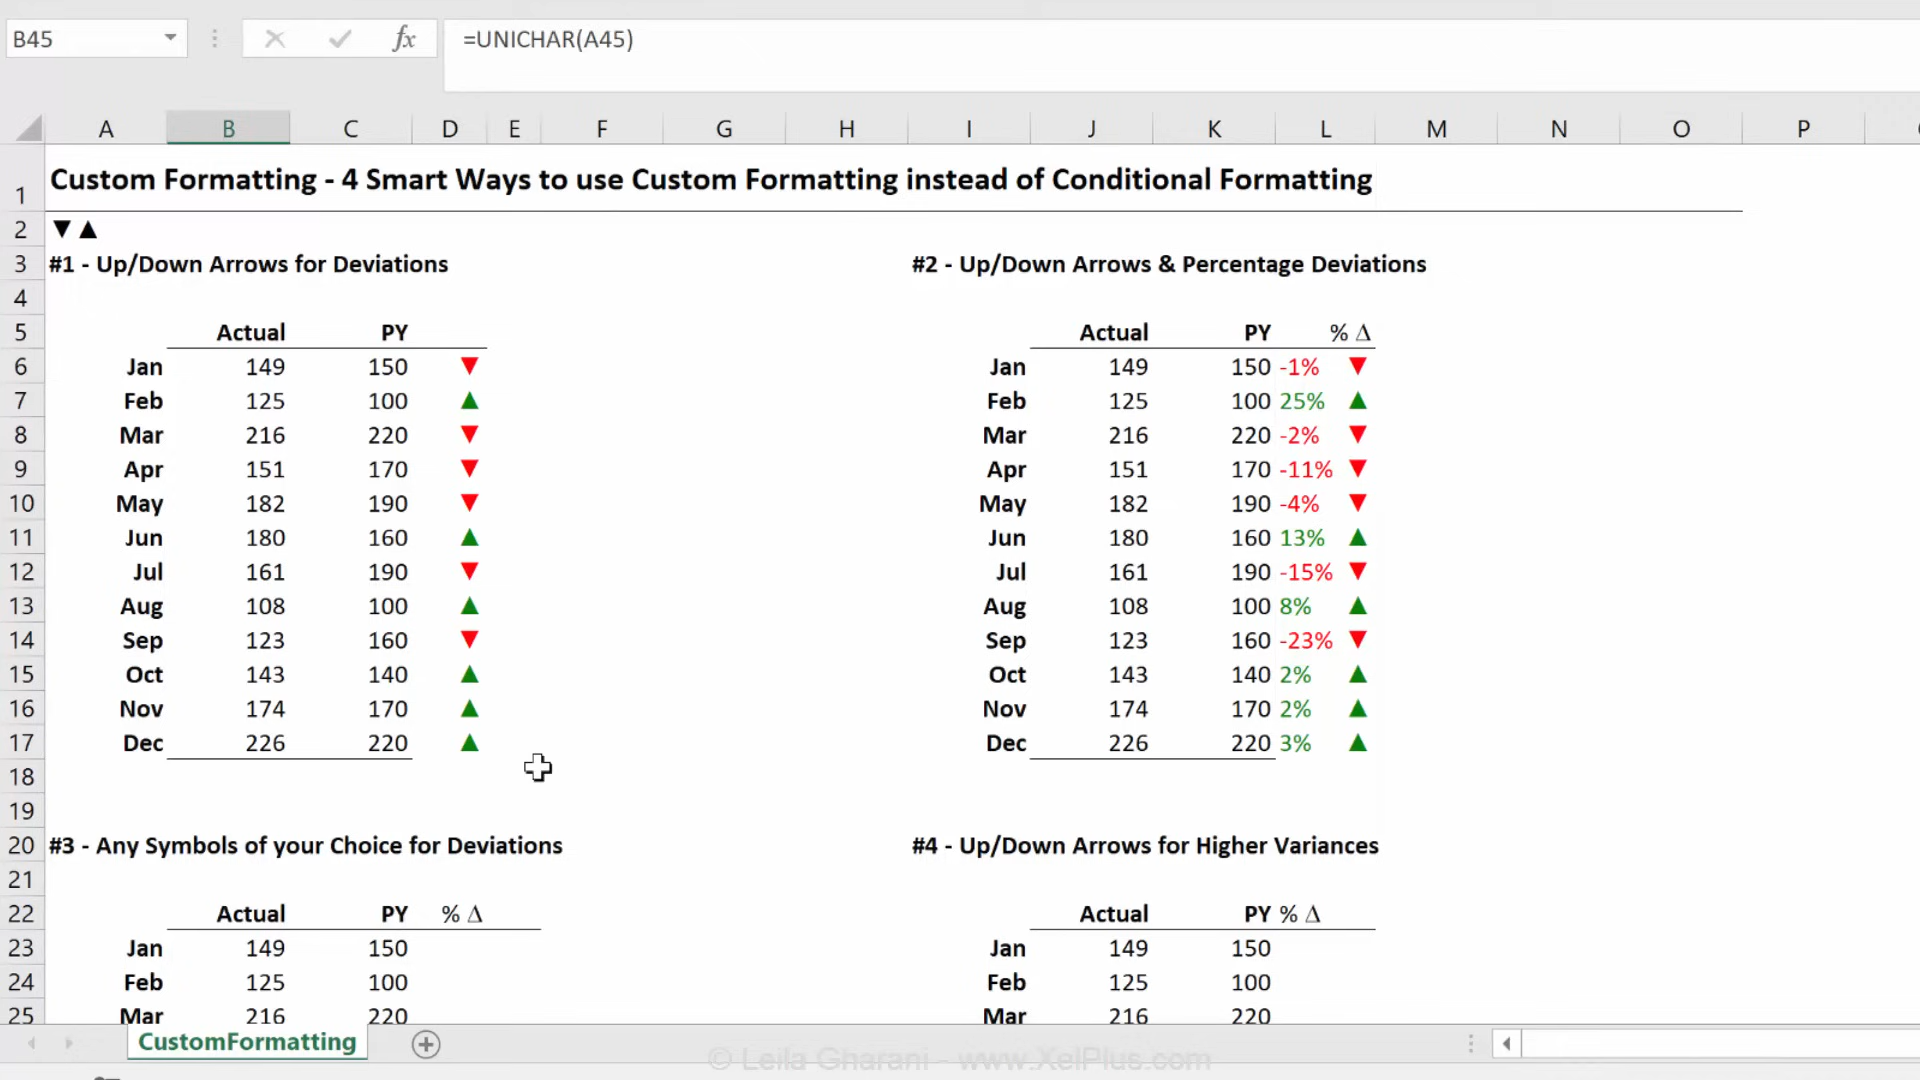 B45 fx =UNICHAR(A45)
A B C D E F G H I J K L M N O P
1 Custom Formatting - 4 Smart Ways to use Custom Formatting instead of Conditional Formatting
2 ▼▲
3 #1 - Up/Down Arrows for Deviations #2 - Up/Down Arrows & Percentage Deviations
4
5 Actual PY Actual PY % Δ
6 Jan 149 150 ▼ Jan 149 150 -1% ▼
7 Feb 125 100 ▲ Feb 125 100 25% ▲
8 Mar 216 220 ▼ Mar 216 220 -2% ▼
9 Apr 151 170 ▼ Apr 151 170 -11% ▼
10 May 182 190 ▼ May 182 190 -4% ▼
11 Jun 180 160 ▲ Jun 180 160 13% ▲
12 Jul 161 190 ▼ Jul 161 190 -15% ▼
13 Aug 108 100 ▲ Aug 108 100 8% ▲
14 Sep 123 160 ▼ Sep 123 160 -23% ▼
15 Oct 143 140 ▲ Oct 143 140 2% ▲
16 Nov 174 170 ▲ Nov 174 170 2% ▲
17 Dec 226 220 ▲ Dec 226 220 3% ▲
18
19
20 #3 - Any Symbols of your Choice for Deviations #4 - Up/Down Arrows for Higher Variances
21
22 Actual PY % Δ Actual PY % Δ
23 Jan 149 150 Jan 149 150
24 Feb 125 100 Feb 125 100
25 Mar 216 220 Mar 216 220
CustomFormatting
© Leila Gharani - www.XelPlus.com